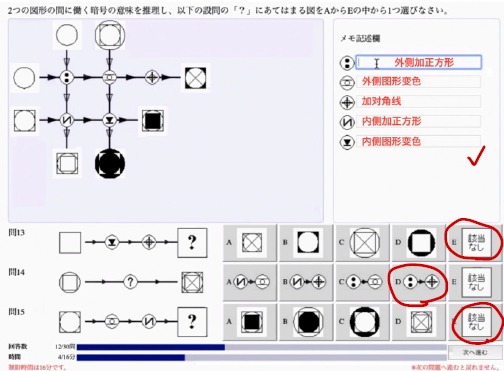 2つの図形の間に働く暗号の意味を推理し、以下の設問の「？」にあてはまる図をAからEの中から1つ選びなさい。
メモ記述欄
外側加正方形
外側图形变色
加对角线
内侧加正方形
内侧图形变色
問13 ? A B C D E 該当なし
問14 ? A B C D E 該当なし
問15 ? A B C D E 該当なし
回答数 12/30問
時間 4/16分
次へ進む
制限時間は16分です。
※次の問題へ進むと戻れません。